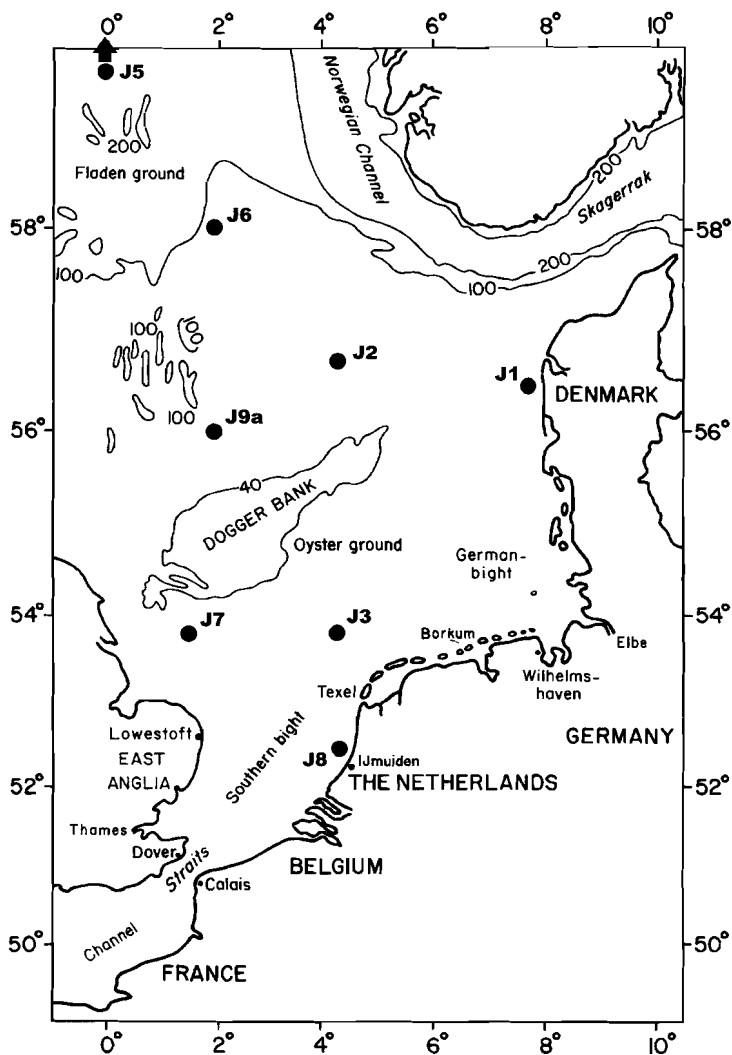 0° 2° 4° 6° 8° 10°
J5
200
Fladen ground
Norwegian Channel
200
Skagerrak
58° J6 58°
100
200
100
100
100
J2
J1
DENMARK
100
J9a
56° 56°
40
DOGGER BANK
Oyster ground
German-
bight
54° J7 J3 54°
Borkum
Elbe
Texel
Wilhelms-
haven
Lowestoft
EAST
ANGLIA
Southern bight
J8
IJmuiden
GERMANY
52° THE NETHERLANDS 52°
Thames
Dover
Straits
BELGIUM
Calais
50° Channel 50°
FRANCE
0° 2° 4° 6° 8° 10°